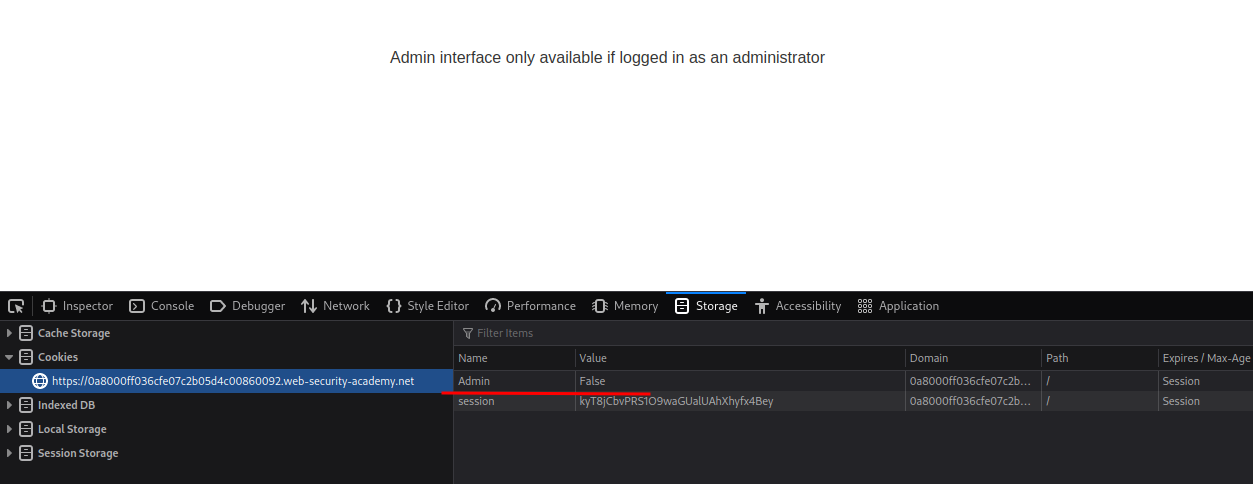 Admin interface only available if logged in as an administrator
Inspector Console Debugger Network Style Editor Performance Memory Storage Accessibility Application
Cache Storage
Filter Items
Cookies
Name Value Domain Path Expires / Max-Age
https://0a8000ff036cfe07c2b05d4c00860092.web-security-academy.net
Admin False 0a8000ff036cfe07c2b... / Session
Indexed DB
session kyT8jCbvPRS1O9waGUalUAhXhyfx4Bey 0a8000ff036cfe07c2b... / Session
Local Storage
Session Storage